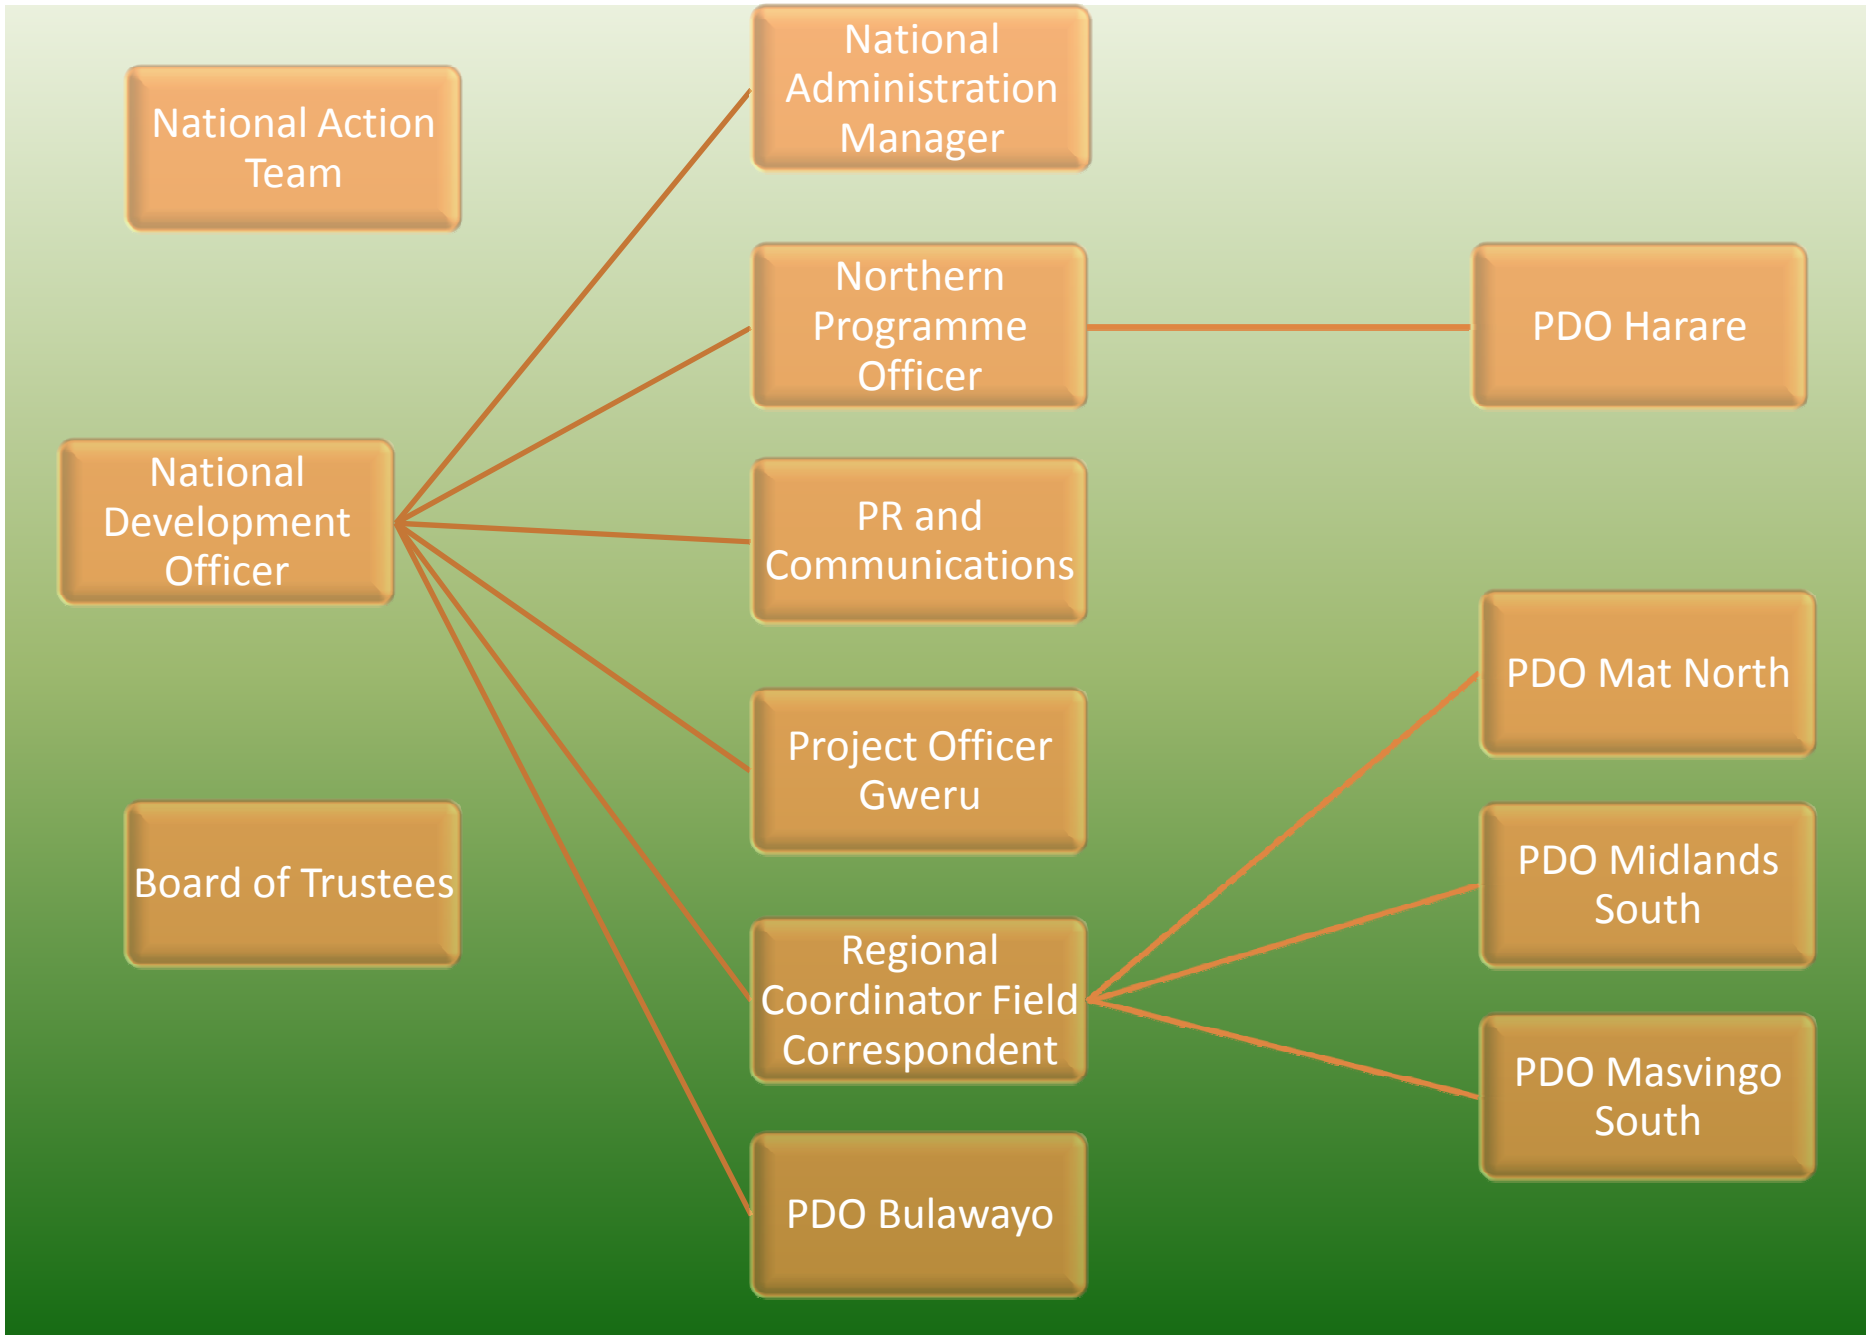 National Action
Team
National
Development
Officer
Board of Trustees
National
Administration
Manager
Northern
Programme
Officer
PR and
Communications
Project Officer
Gweru
Regional
Coordinator Field
Correspondent
PDO Bulawayo
PDO Harare
PDO Mat North
PDO Midlands
South
PDO Masvingo
South